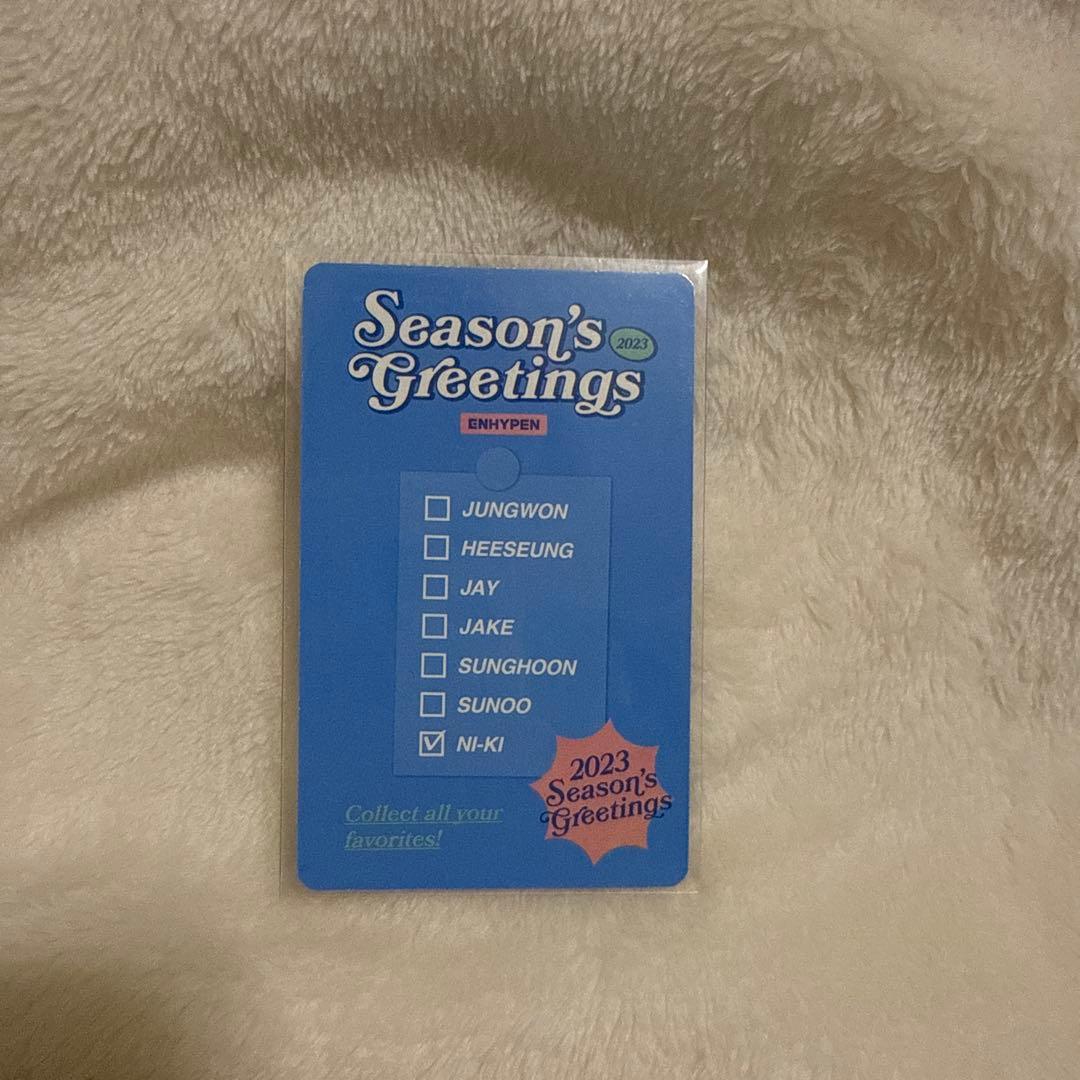 Season's
2023
Greetings
ENHYPEN
JUNGWON
HEESEUNG
JAY
JAKE
SUNGHOON
SUNOO
NI-KI
2023
Season's
Greetings
Collect all your
favorites!